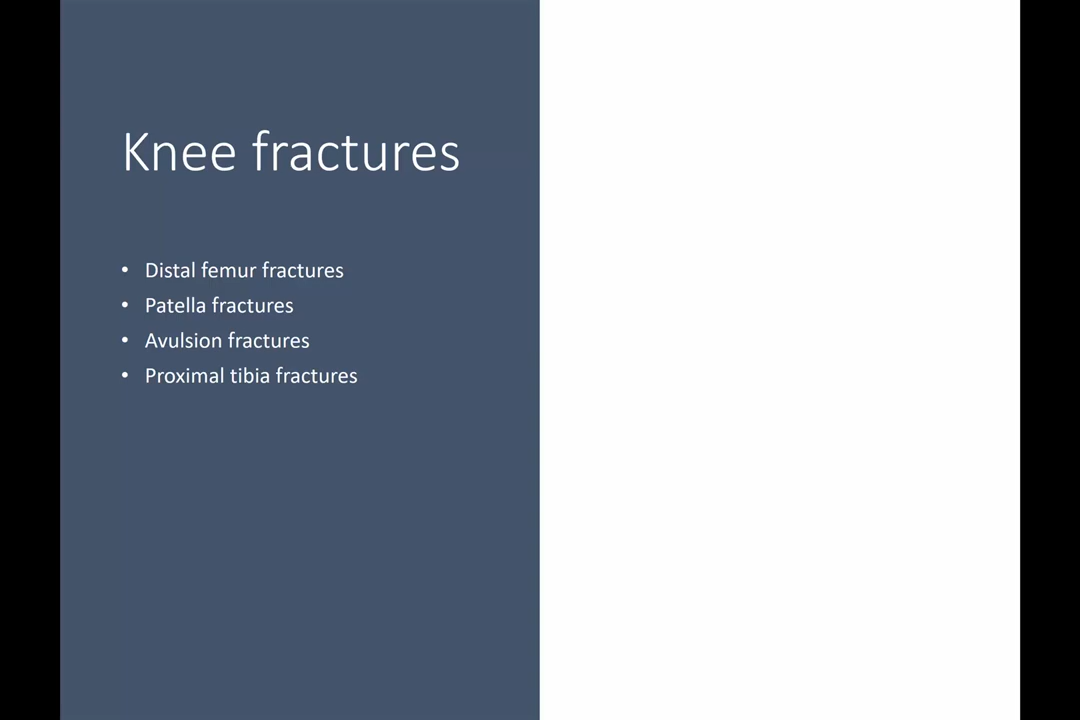 Knee fractures
• Distal femur fractures
• Patella fractures
• Avulsion fractures
• Proximal tibia fractures